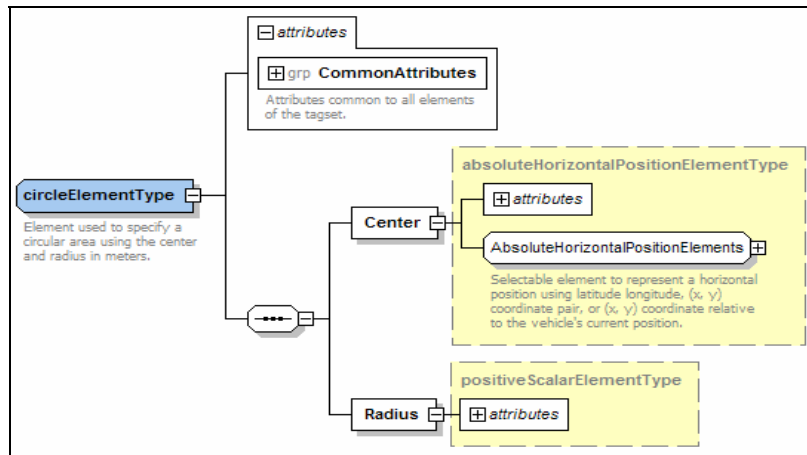 attributes
grp CommonAttributes
Attributes common to all elements
of the tagset.
circleElementType
Element used to specify a
circular area using the center
and radius in meters.
absoluteHorizontalPositionElementType
Center
attributes
AbsoluteHorizontalPositionElements
Selectable element to represent a horizontal
position using latitude longitude, (x, y)
coordinate pair, or (x, y) coordinate relative
to the vehicle's current position.
positiveScalarElementType
Radius
attributes